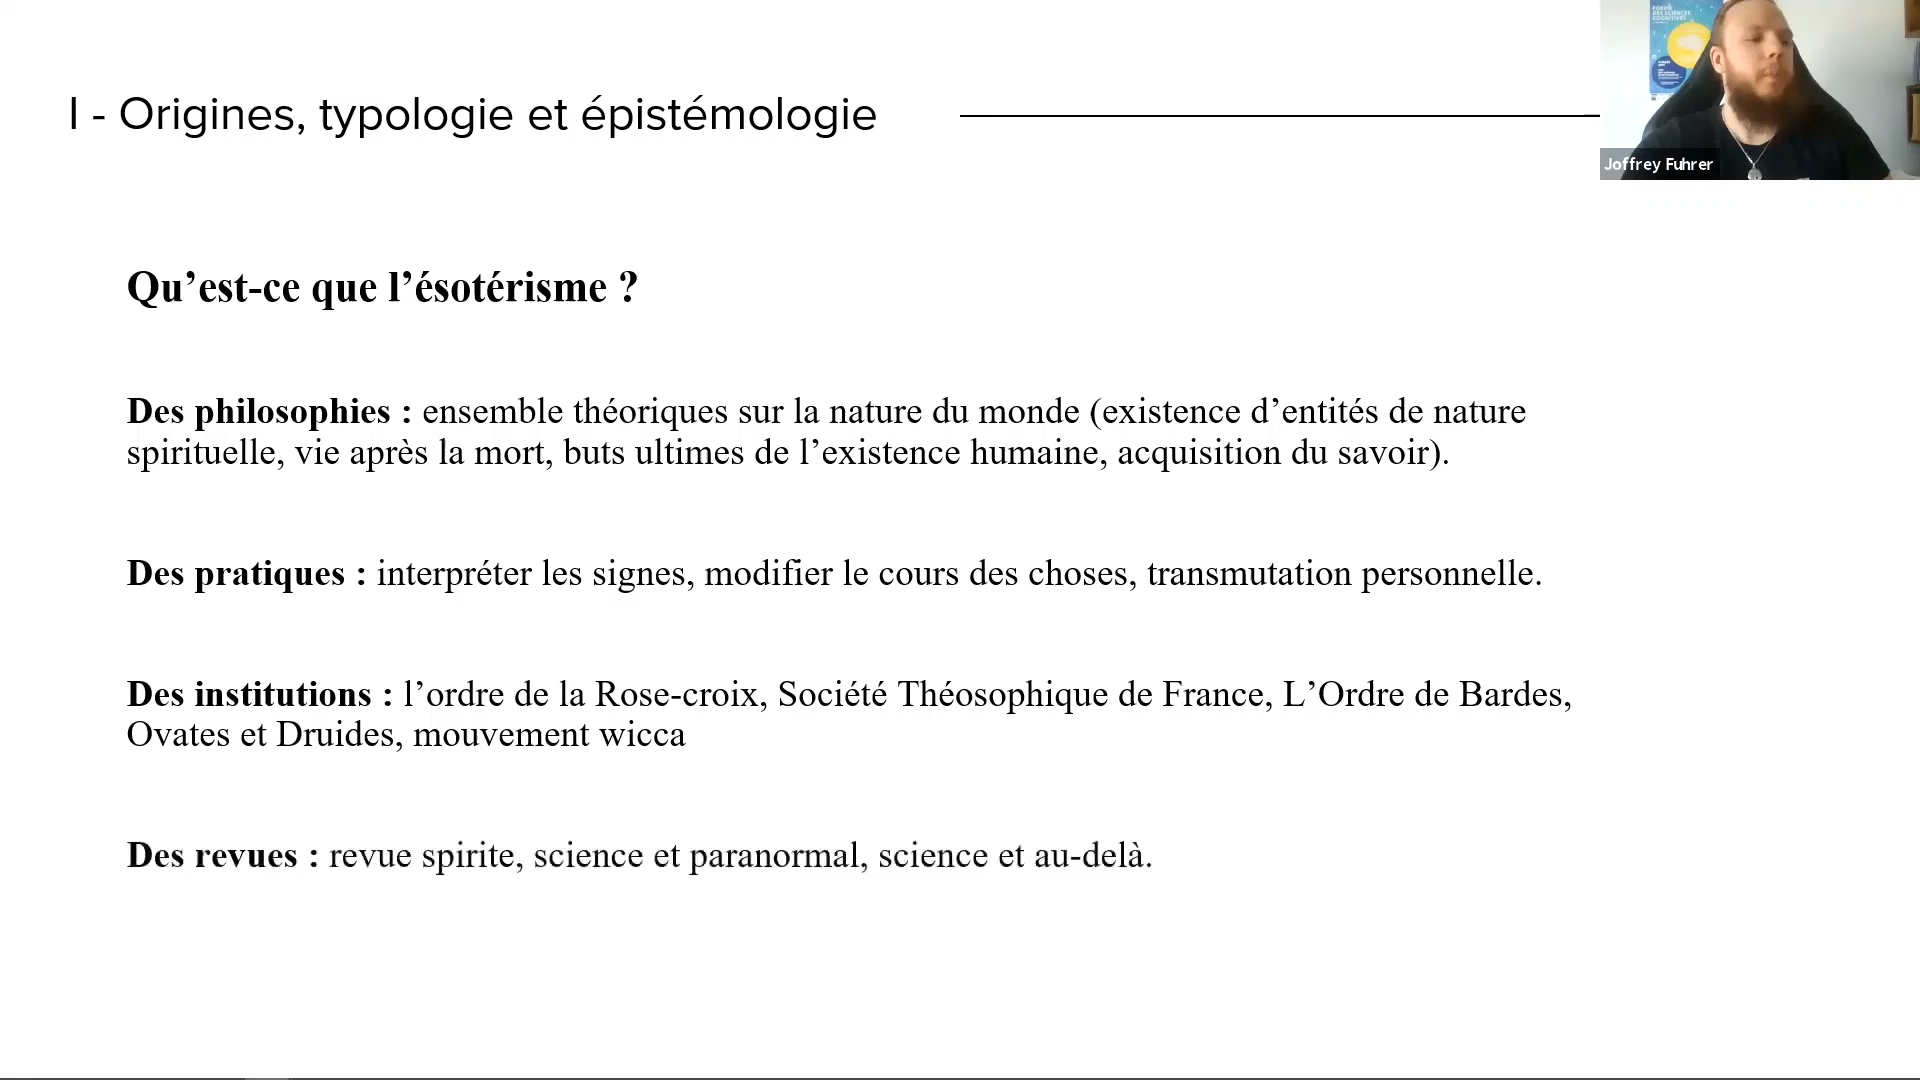 I - Origines, typologie et épistémologie
FORUM
DES SCIENCES
COGNITIVES
Joffrey Fuhrer
Qu’est-ce que l’ésotérisme ?
Des philosophies : ensemble théoriques sur la nature du monde (existence d’entités de nature
spirituelle, vie après la mort, buts ultimes de l’existence humaine, acquisition du savoir).
Des pratiques : interpréter les signes, modifier le cours des choses, transmutation personnelle.
Des institutions : l’ordre de la Rose-croix, Société Théosophique de France, L’Ordre de Bardes,
Ovates et Druides, mouvement wicca
Des revues : revue spirite, science et paranormal, science et au-delà.